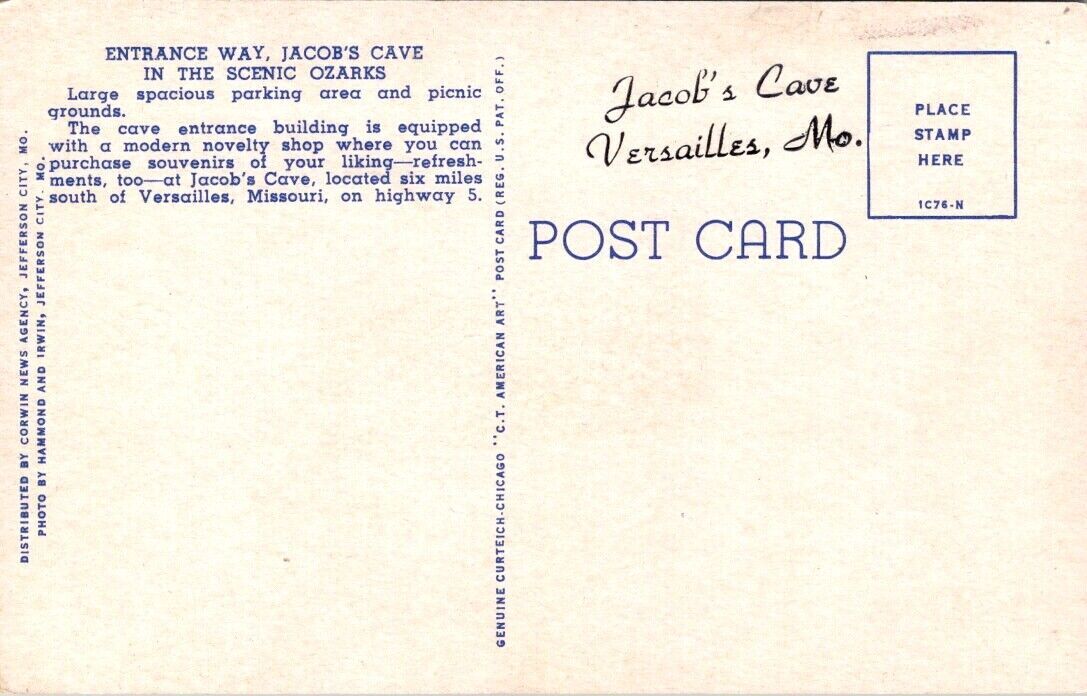 ENTRANCE WAY, JACOB'S CAVE
IN THE SCENIC OZARKS
Large spacious parking area and picnic
grounds.
The cave entrance building is equipped
with a modern novelty shop where you can
purchase souvenirs of your liking—refresh-
ments, too—at Jacob's Cave, located six miles
south of Versailles, Missouri, on highway 5.
DISTRIBUTED BY CORWIN NEWS AGENCY, JEFFERSON CITY, MO.
PHOTO BY HAMMOND AND IRWIN, JEFFERSON CITY, MO.
GENUINE CURTEICH-CHICAGO "C.T. AMERICAN ART" POST CARD (REG. U.S. PAT. OFF.)
Jacob's Cave
Versailles, Mo.
POST CARD
PLACE
STAMP
HERE
1C76-N